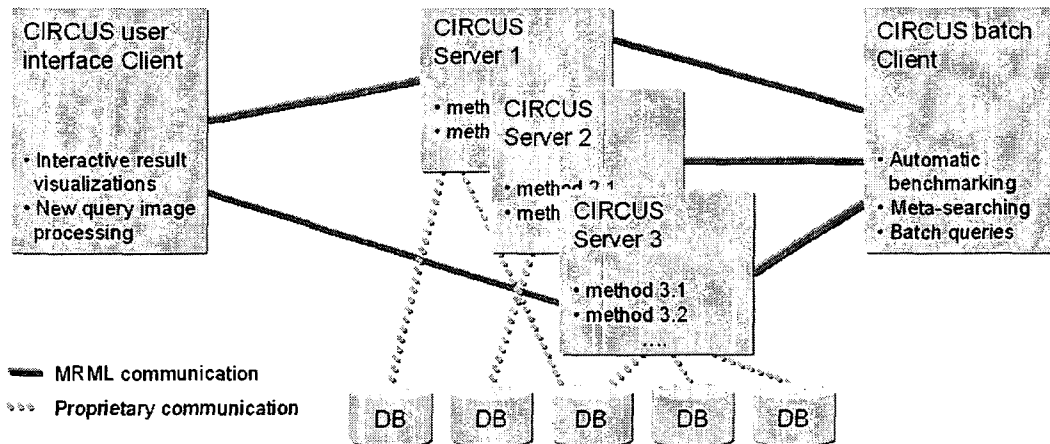 CIRCUS user
interface Client
• Interactive result
visualizations
• New query image
processing
CIRCUS
Server 1
• meth
• meth
CIRCUS
Server 2
• method 2.1
• meth
CIRCUS
Server 3
• method 3.1
• method 3.2
....
CIRCUS batch
Client
• Automatic
benchmarking
• Meta-searching
• Batch queries
MRML communication
Proprietary communication
DB
DB
DB
DB
DB